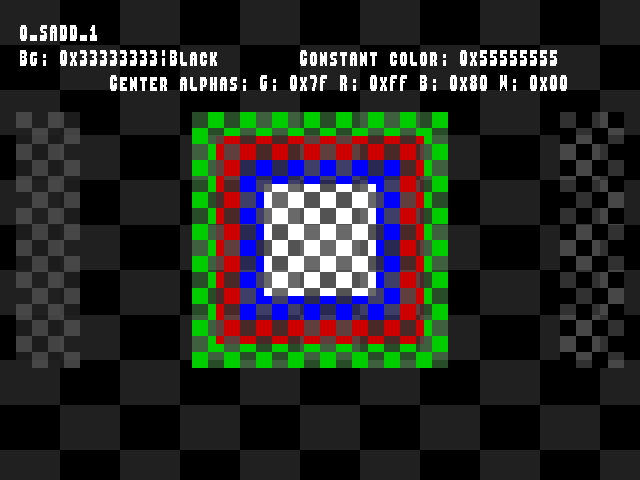 0_SADD_1
Bg: 0x33333333¦Black Constant color: 0x55555555
Center alphas: G: 0x7F R: 0xFF B: 0x80 W: 0x00